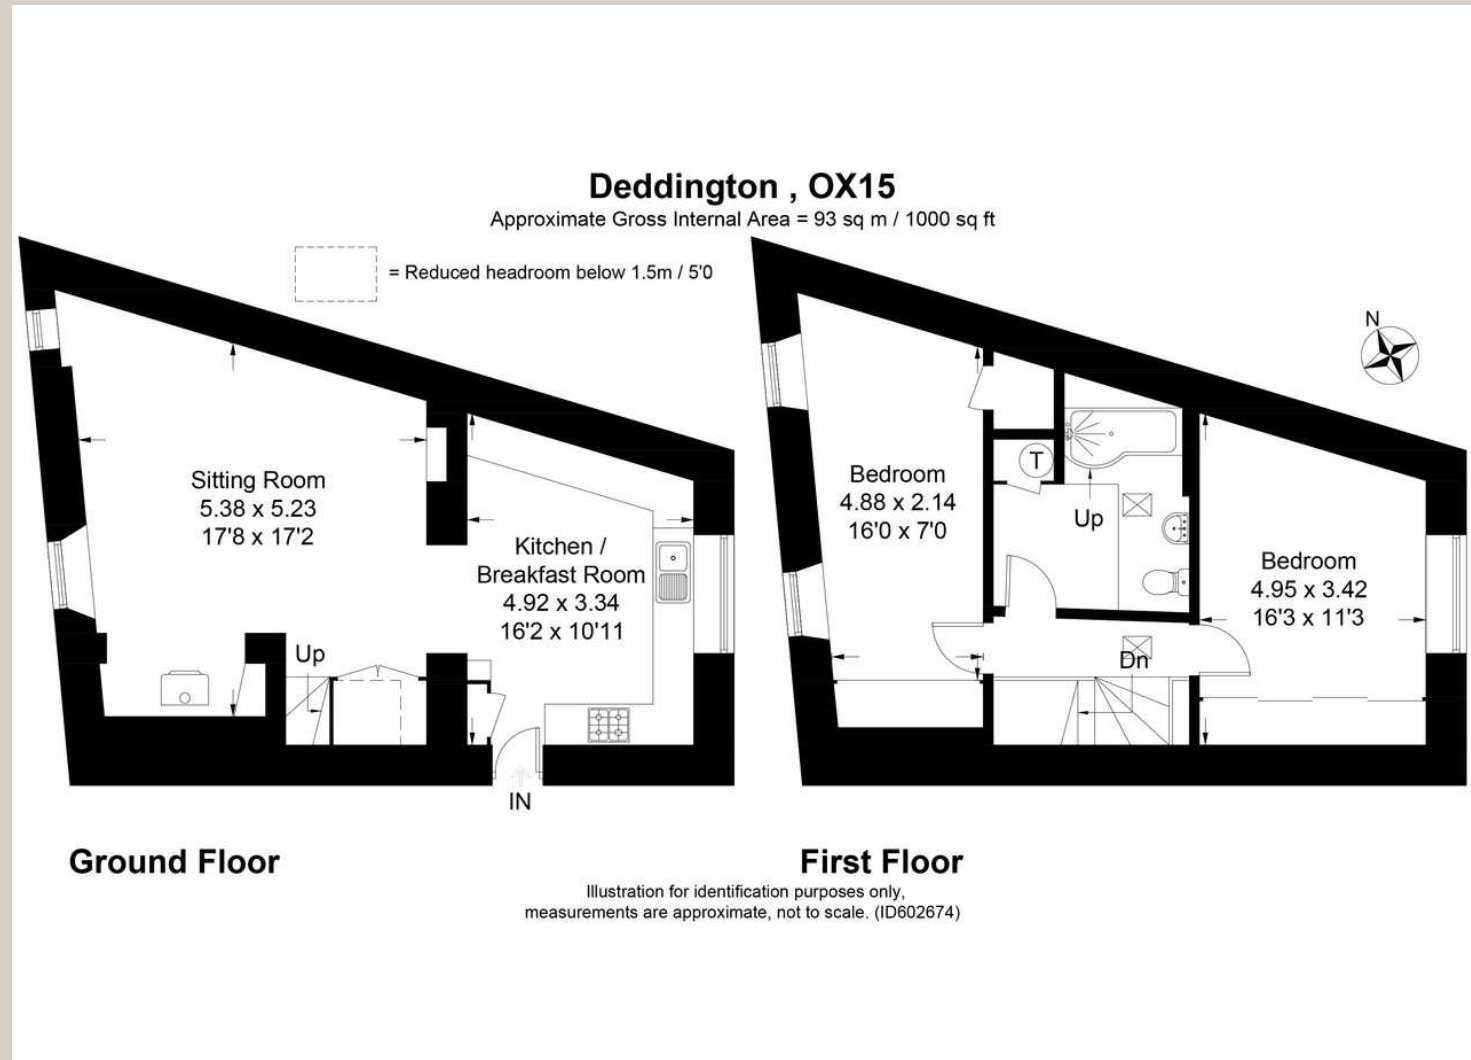 Deddington , OX15
Approximate Gross Internal Area = 93 sq m / 1000 sq ft
= Reduced headroom below 1.5m / 5'0
N
Sitting Room
5.38 x 5.23
17'8 x 17'2
Kitchen /
Breakfast Room
4.92 x 3.34
16'2 x 10'11
Up
IN
Bedroom
4.88 x 2.14
16'0 x 7'0
T
Up
Bedroom
4.95 x 3.42
16'3 x 11'3
Dn
Ground Floor
First Floor
Illustration for identification purposes only,
measurements are approximate, not to scale. (ID602674)